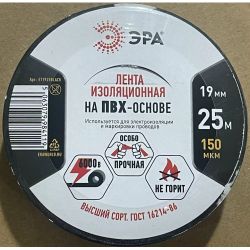 ЭРА
ЛЕНТА
ИЗОЛЯЦИОННАЯ
НА ПВХ-ОСНОВЕ
Используется для электроизоляции
и маркировки проводов
19 мм
25 м
150
МКМ
6000 В
ОСОБО
ПРОЧНАЯ
НЕ ГОРИТ
ВЫСШИЙ СОРТ. ГОСТ 16214-86